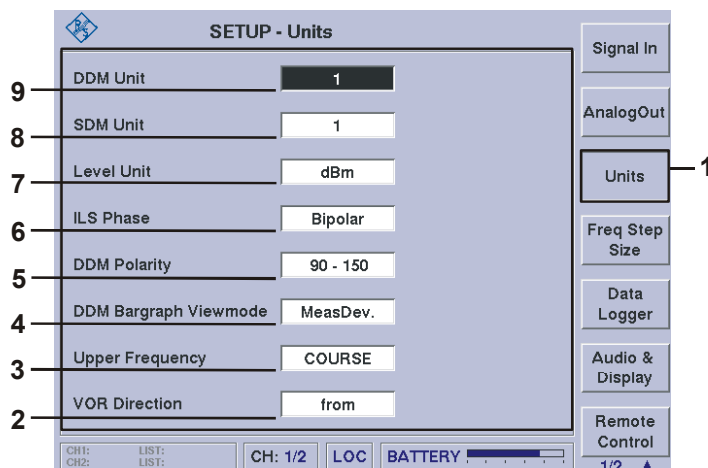 R S
SETUP - Units
9 DDM Unit 1
8 SDM Unit 1
7 Level Unit dBm
6 ILS Phase Bipolar
5 DDM Polarity 90 - 150
4 DDM Bargraph Viewmode MeasDev.
3 Upper Frequency COURSE
2 VOR Direction from
Signal In
AnalogOut
Units
1
Freq Step
Size
Data
Logger
Audio &
Display
Remote
Control
CH1: LIST:
CH2: LIST:
CH: 1/2 LOC BATTERY
1/2